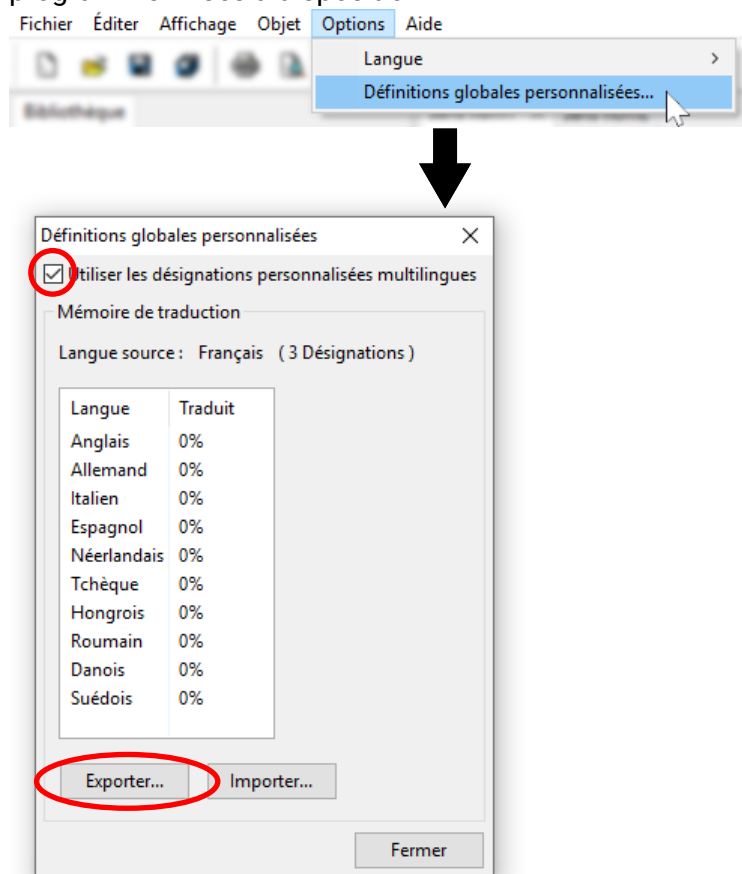 Fichier Éditer Affichage Objet Options Aide
Langue >
Définitions globales personnalisées...
Bibliothèque
Définitions globales personnalisées
Utiliser les désignations personnalisées multilingues
Mémoire de traduction
Langue source : Français ( 3 Désignations )
Langue Traduit
Anglais 0%
Allemand 0%
Italien 0%
Espagnol 0%
Néerlandais 0%
Tchèque 0%
Hongrois 0%
Roumain 0%
Danois 0%
Suédois 0%
Exporter... Importer...
Fermer